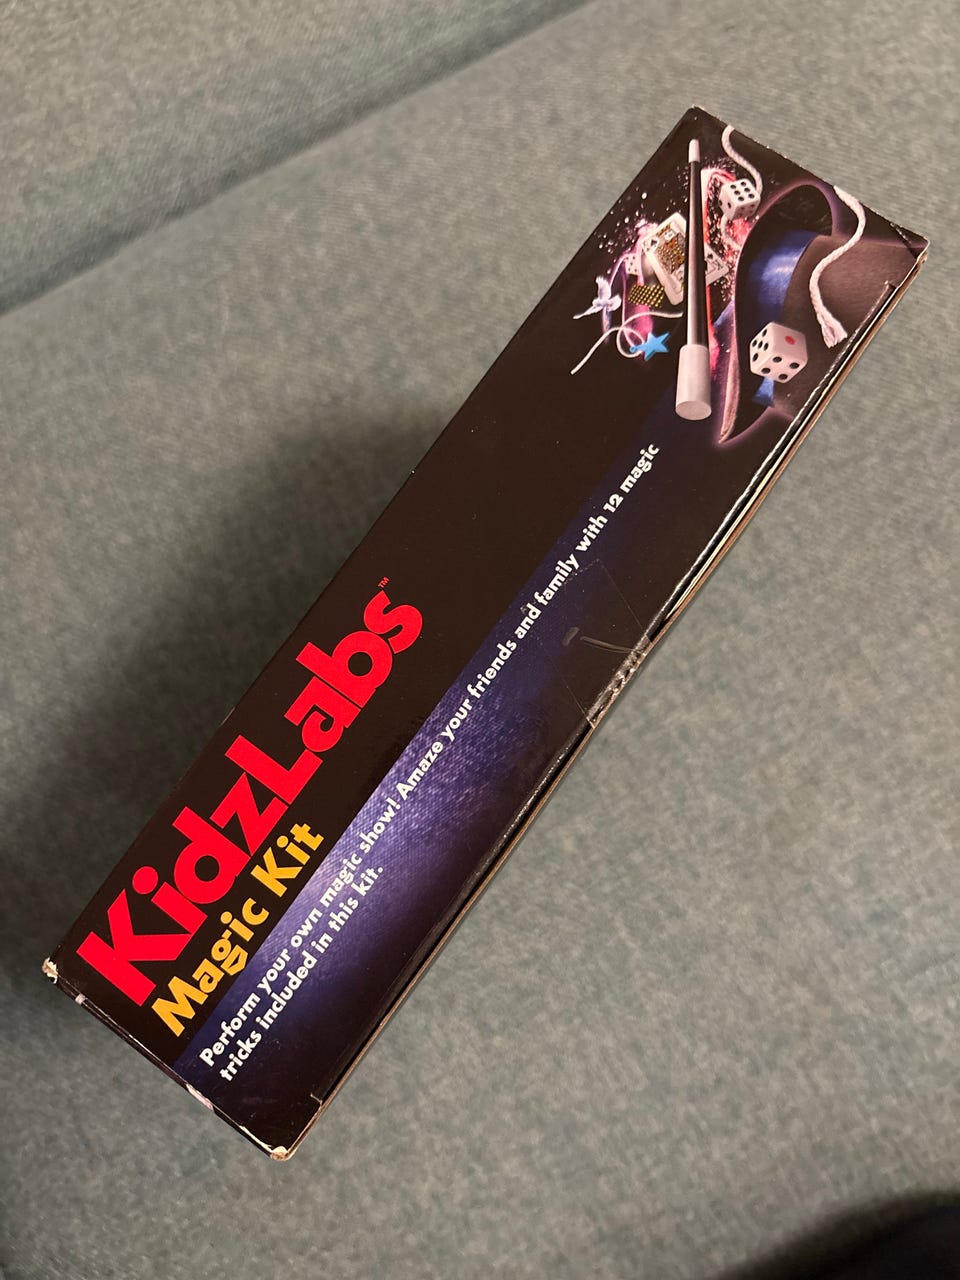 KidzLabs™
Magic Kit
Perform your own magic show! Amaze your friends and family with 12 magic
tricks included in this kit.